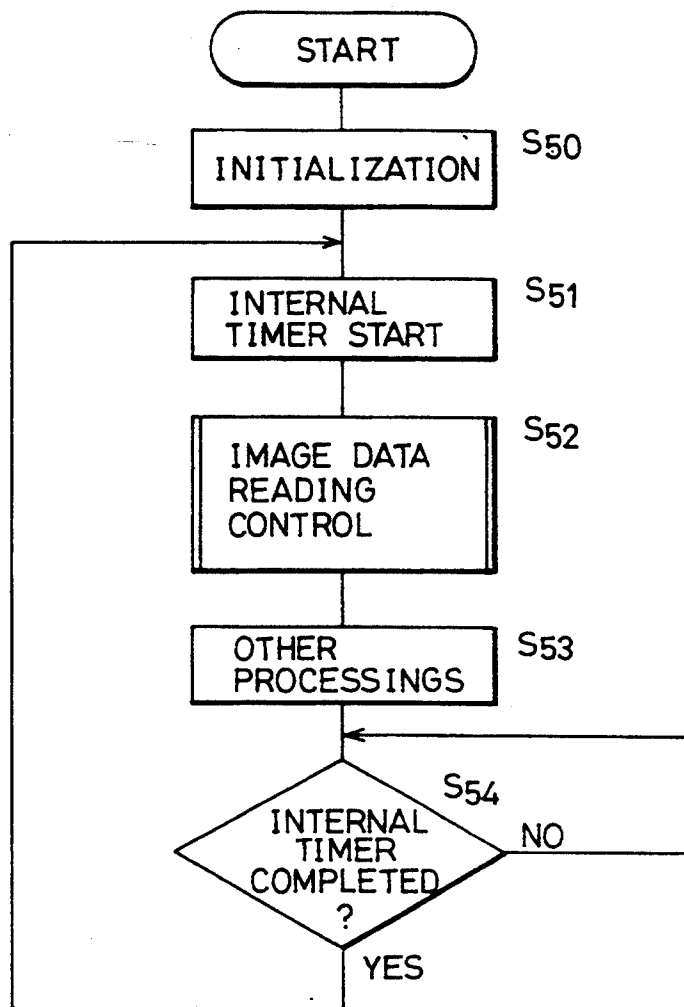 START
INITIALIZATION
S50
INTERNAL
TIMER START
S51
IMAGE DATA
READING
CONTROL
S52
OTHER
PROCESSINGS
S53
INTERNAL
TIMER
COMPLETED
?
S54
NO
YES